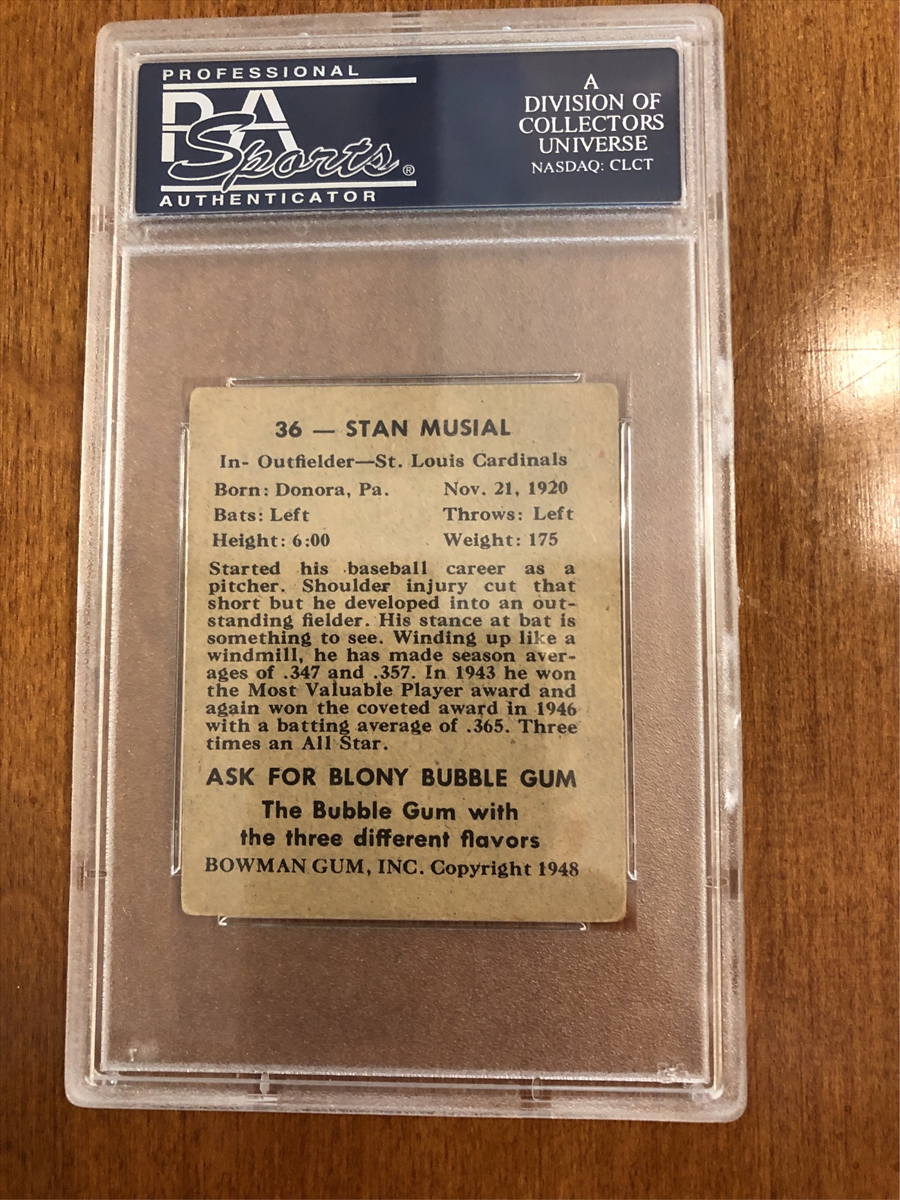 PROFESSIONAL
PSA
Sports®
AUTHENTICATOR
A
DIVISION OF
COLLECTORS
UNIVERSE
NASDAQ: CLCT
36 — STAN MUSIAL
In- Outfielder—St. Louis Cardinals
Born: Donora, Pa. Nov. 21, 1920
Bats: Left Throws: Left
Height: 6:00 Weight: 175
Started his baseball career as a
pitcher. Shoulder injury cut that
short but he developed into an out-
standing fielder. His stance at bat is
something to see. Winding up like a
windmill, he has made season aver-
ages of .347 and .357. In 1943 he won
the Most Valuable Player award and
again won the coveted award in 1946
with a batting average of .365. Three
times an All Star.
ASK FOR BLONY BUBBLE GUM
The Bubble Gum with
the three different flavors
BOWMAN GUM, INC. Copyright 1948